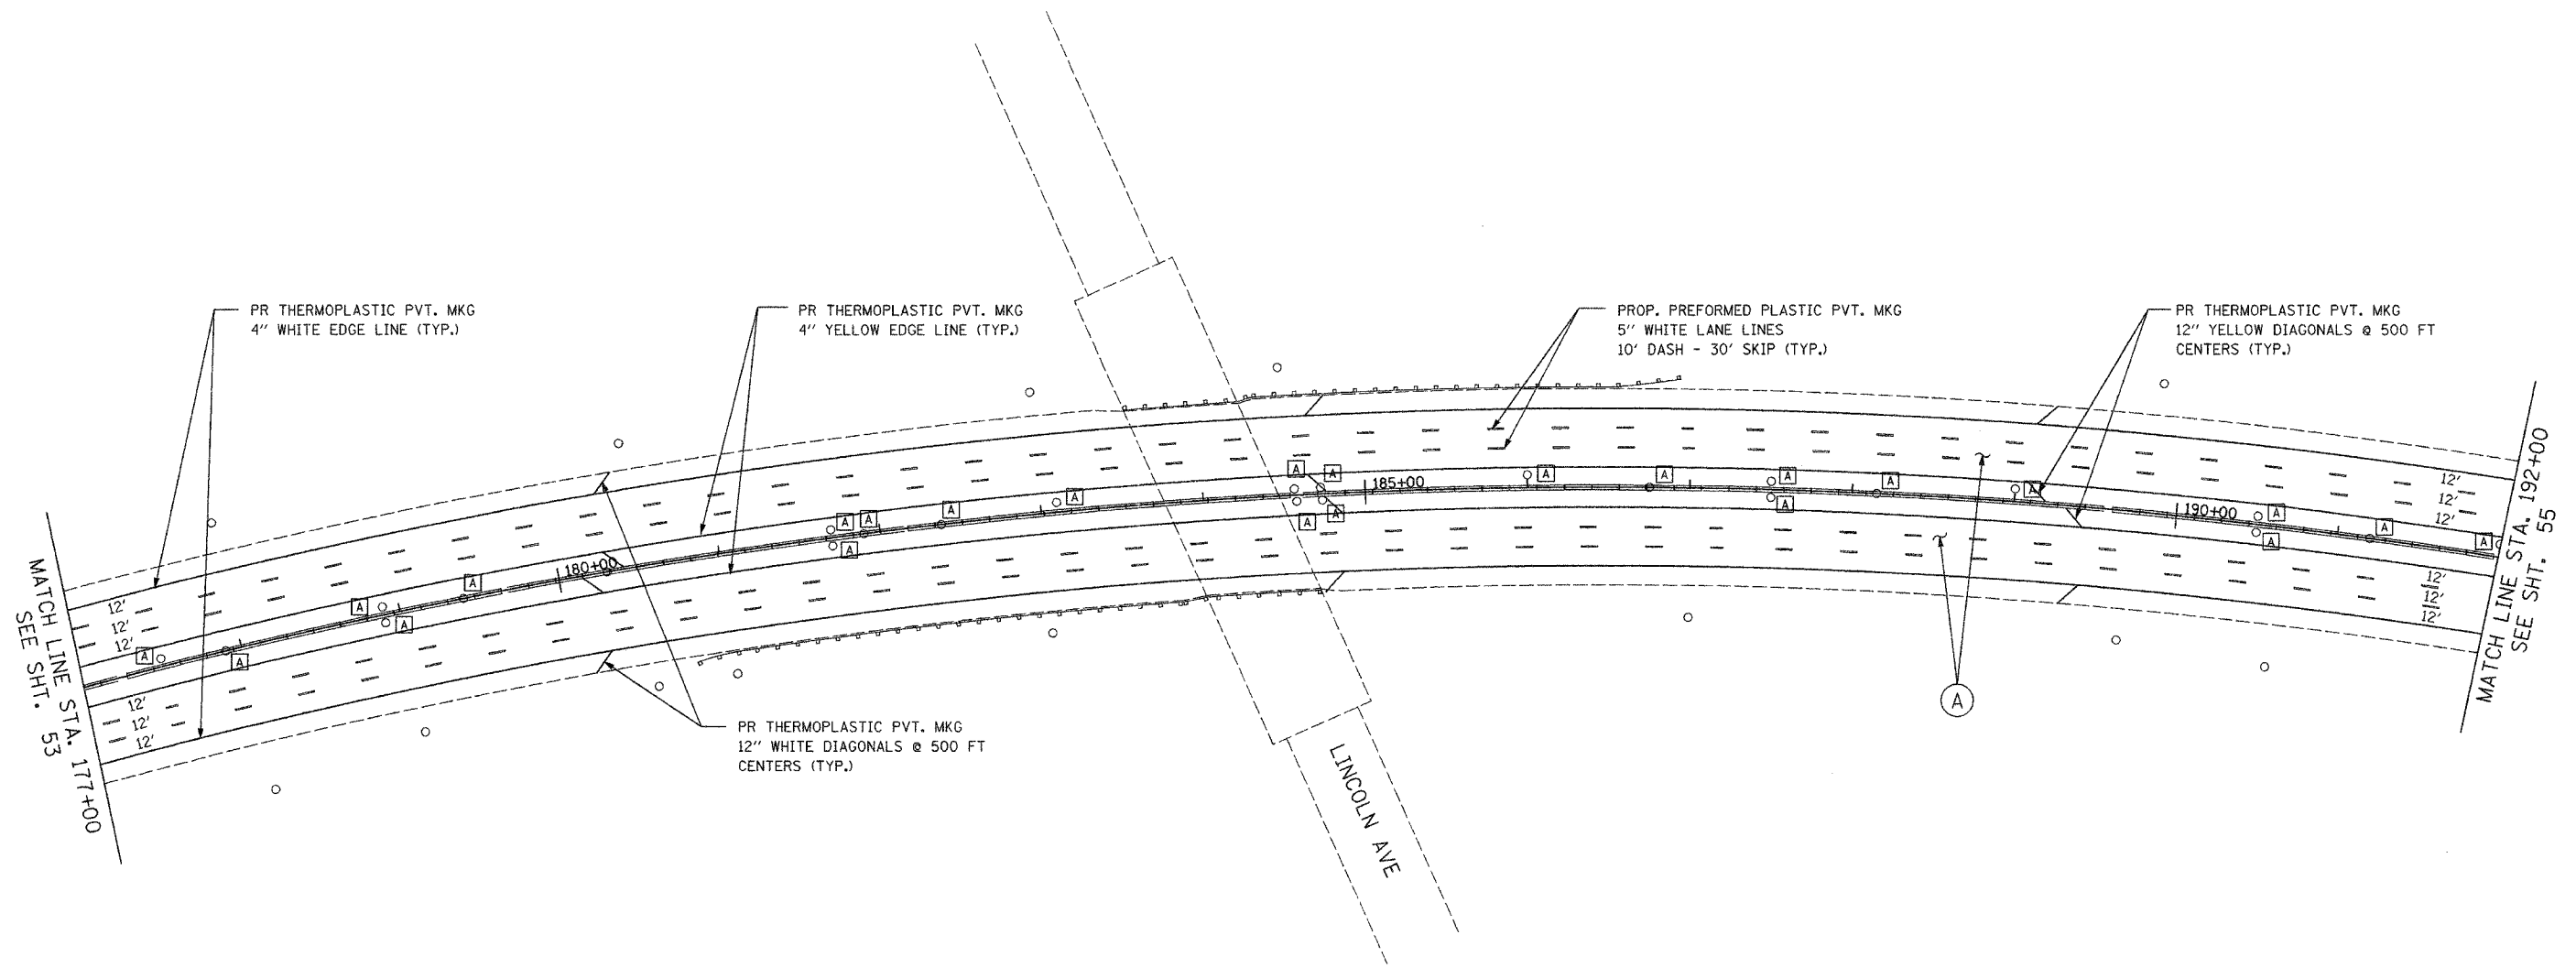 PR THERMOPLASTIC PVT. MKG
4" WHITE EDGE LINE (TYP.)
PR THERMOPLASTIC PVT. MKG
4" YELLOW EDGE LINE (TYP.)
PROP. PREFORMED PLASTIC PVT. MKG
5" WHITE LANE LINES
10' DASH - 30' SKIP (TYP.)
PR THERMOPLASTIC PVT. MKG
12" YELLOW DIAGONALS @ 500 FT
CENTERS (TYP.)
MATCH LINE STA. 177+00
SEE SHT. 53
12'
12'
12'
12'
12'
12'
A
A
A
A
A
180+00
A
A
A
A
A
A
A
A
A
185+00
A
A
A
A
A
A
190+00
A
A
A
A
12'
12'
12'
12'
12'
12'
MATCH LINE STA. 192+00
SEE SHT. 55
PR THERMOPLASTIC PVT. MKG
12" WHITE DIAGONALS @ 500 FT
CENTERS (TYP.)
LINCOLN AVE
A